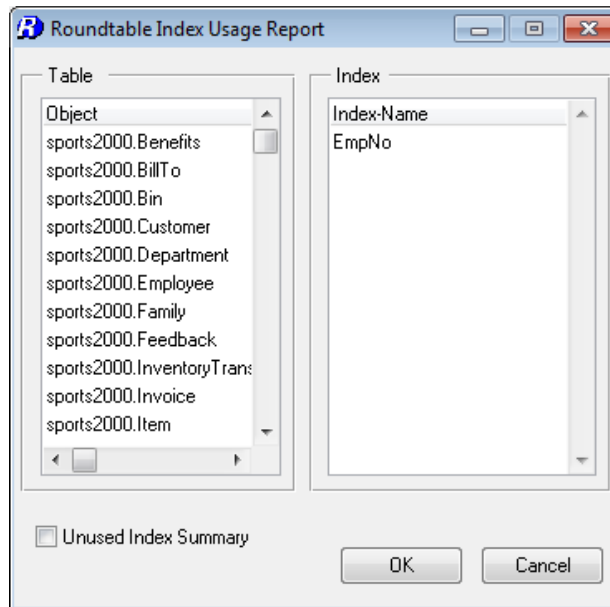 Roundtable Index Usage Report
Table
Object
sports2000.Benefits
sports2000.BillTo
sports2000.Bin
sports2000.Customer
sports2000.Department
sports2000.Employee
sports2000.Family
sports2000.Feedback
sports2000.InventoryTrans
sports2000.Invoice
sports2000.Item
Index
Index-Name
EmpNo
Unused Index Summary
OK
Cancel